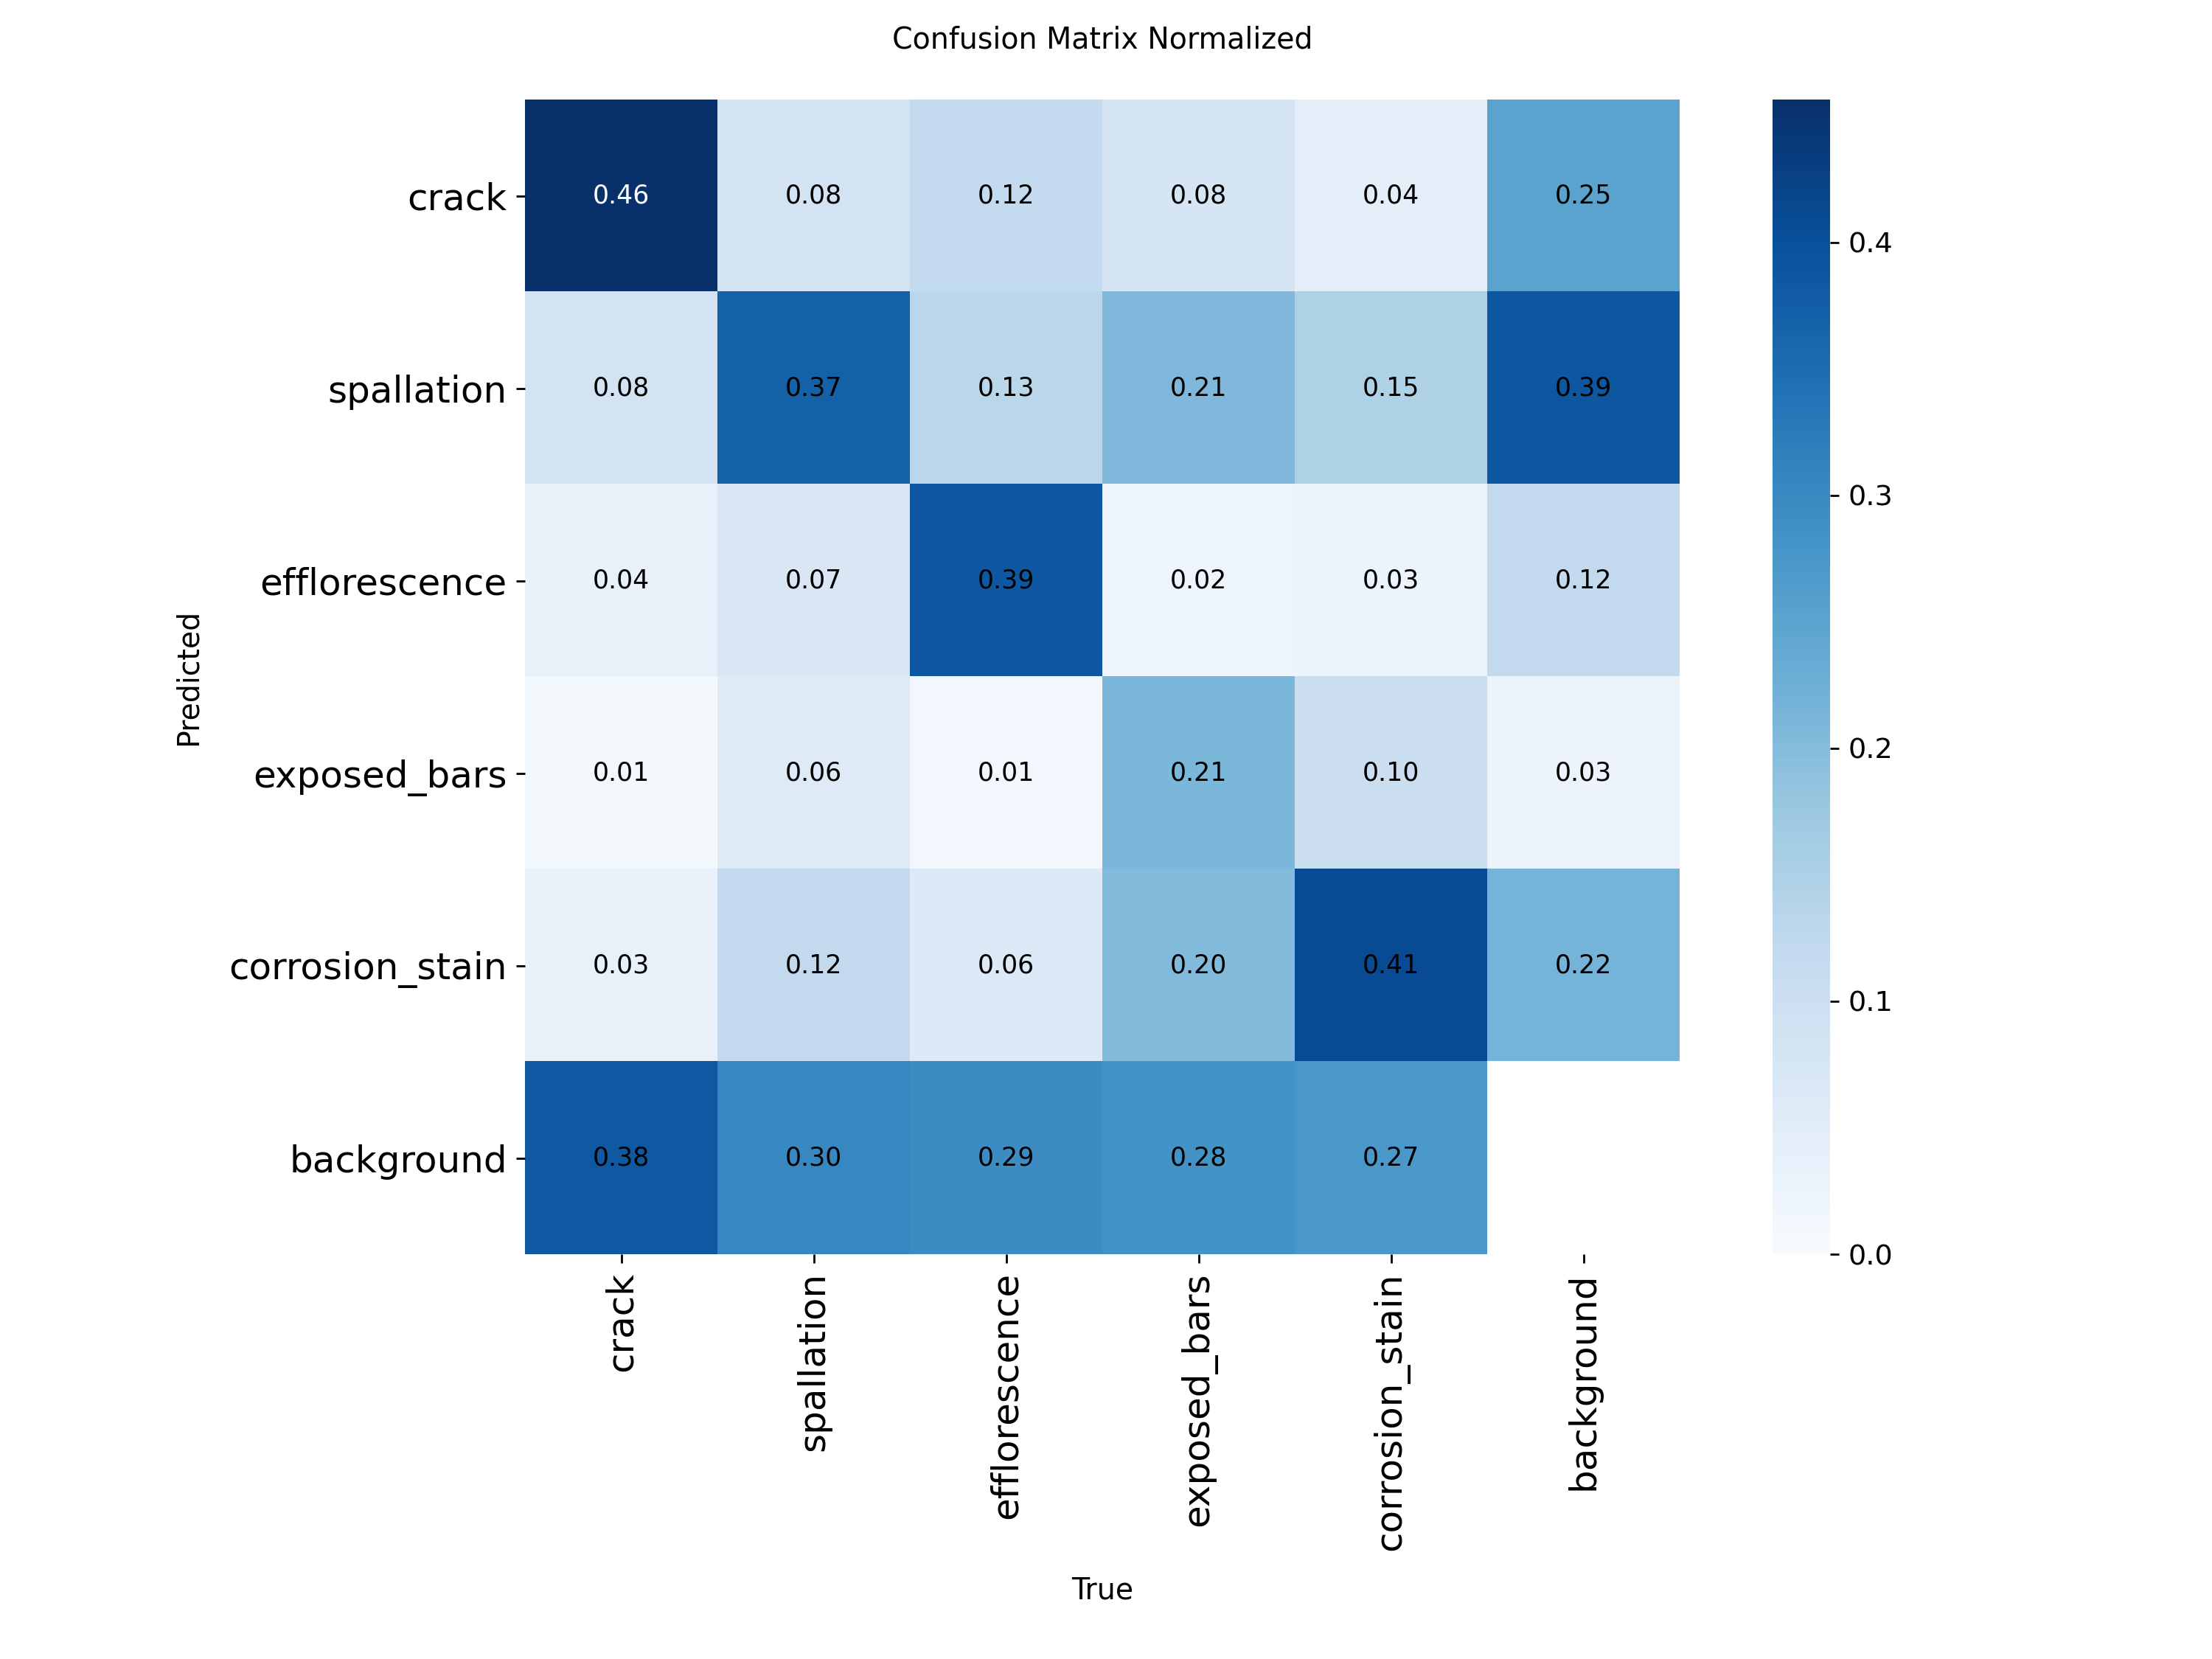 Confusion Matrix Normalized
crack 0.46 0.08 0.12 0.08 0.04 0.25
spallation 0.08 0.37 0.13 0.21 0.15 0.39
efflorescence 0.04 0.07 0.39 0.02 0.03 0.12
exposed_bars 0.01 0.06 0.01 0.21 0.10 0.03
corrosion_stain 0.03 0.12 0.06 0.20 0.41 0.22
background 0.38 0.30 0.29 0.28 0.27
Predicted
crack
spallation
efflorescence
exposed_bars
corrosion_stain
background
True
0.4
0.3
0.2
0.1
0.0